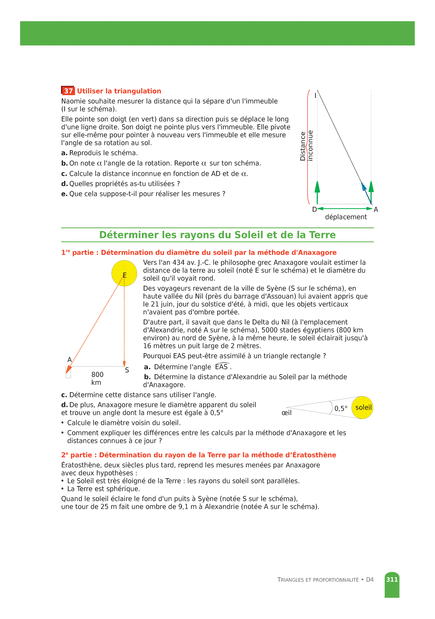 37 Utiliser la triangulation
Naomie souhaite mesurer la distance qui la sépare d'un l'immeuble
(I sur le schéma).
Elle pointe son doigt (en vert) dans sa direction puis se déplace le long
d'une ligne droite. Son doigt ne pointe plus vers l'immeuble. Elle pivote
sur elle-même pour pointer à nouveau vers l'immeuble et elle mesure
l'angle de sa rotation au sol.
a. Reproduis le schéma.
b. On note α l'angle de la rotation. Reporte α sur ton schéma.
c. Calcule la distance inconnue en fonction de AD et de α.
d. Quelles propriétés as-tu utilisées ?
e. Que cela suppose-t-il pour réaliser les mesures ?
I
Distance
inconnue
D
A
déplacement
Déterminer les rayons du Soleil et de la Terre
1re partie : Détermination du diamètre du soleil par la méthode d'Anaxagore
Vers l'an 434 av. J.-C. le philosophe grec Anaxagore voulait estimer la
distance de la terre au soleil (noté E sur le schéma) et le diamètre du
soleil qu'il voyait rond.
Des voyageurs revenant de la ville de Syène (S sur le schéma), en
haute vallée du Nil (près du barrage d'Assouan) lui avaient appris que
le 21 juin, jour du solstice d'été, à midi, que les objets verticaux
n'avaient pas d'ombre portée.
D'autre part, il savait que dans le Delta du Nil (à l'emplacement
d'Alexandrie, noté A sur le schéma), 5000 stades égyptiens (800 km
environ) au nord de Syène, à la même heure, le soleil éclairait jusqu'à
16 mètres un puit large de 2 mètres.
Pourquoi EAS peut-être assimilé à un triangle rectangle ?
a. Détermine l'angle EAS.
b. Détermine la distance d'Alexandrie au Soleil par la méthode
d'Anaxagore.
E
A
S
800
km
c. Détermine cette distance sans utiliser l'angle.
d. De plus, Anaxagore mesure le diamètre apparent du soleil
et trouve un angle dont la mesure est égale à 0,5°
œil
0,5°
soleil
• Calcule le diamètre voisin du soleil.
• Comment expliquer les différences entre les calculs par la méthode d'Anaxagore et les
distances connues à ce jour ?
2e partie : Détermination du rayon de la Terre par la méthode d'Ératosthène
Ératosthène, deux siècles plus tard, reprend les mesures menées par Anaxagore
avec deux hypothèses :
• Le Soleil est très éloigné de la Terre : les rayons du soleil sont parallèles.
• La Terre est sphérique.
Quand le soleil éclaire le fond d'un puits à Syène (notée S sur le schéma),
une tour de 25 m fait une ombre de 9,1 m à Alexandrie (notée A sur le schéma).
TRIANGLES ET PROPORTIONNALITÉ • D4 311